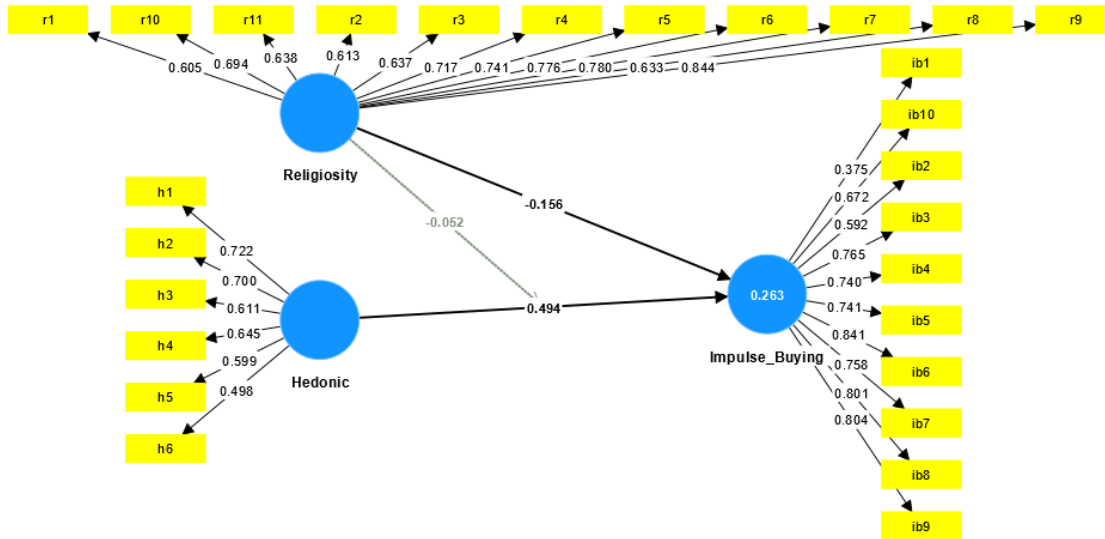 r1 r10 r11 r2 r3 r4 r5 r6 r7 r8 r9
0.605 0.694 0.638 0.613 0.637 0.717 0.741 0.776 0.780 0.633 0.844
Religiosity
-0.156
-0.052
h1
h2
h3
h4
h5
h6
0.722
0.700
0.611
0.645
0.599
0.498
Hedonic
0.494
0.263
Impulse_Buying
0.375
0.672
0.592
0.765
0.740
0.741
0.841
0.758
0.801
0.804
ib1
ib10
ib2
ib3
ib4
ib5
ib6
ib7
ib8
ib9